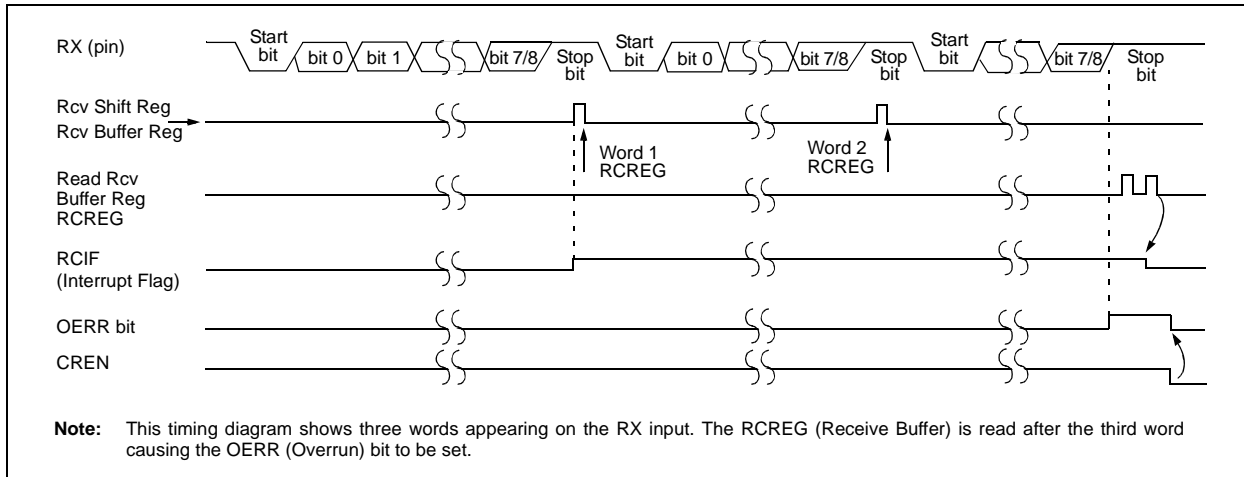 RX (pin)
Start bit
bit 0
bit 1
bit 7/8
Stop bit
Start bit
bit 0
bit 7/8
Stop bit
Start bit
bit 7/8
Stop bit
Rcv Shift Reg
Rcv Buffer Reg
Word 1
RCREG
Word 2
RCREG
Read Rcv
Buffer Reg
RCREG
RCIF
(Interrupt Flag)
OERR bit
CREN
Note: This timing diagram shows three words appearing on the RX input. The RCREG (Receive Buffer) is read after the third word
causing the OERR (Overrun) bit to be set.